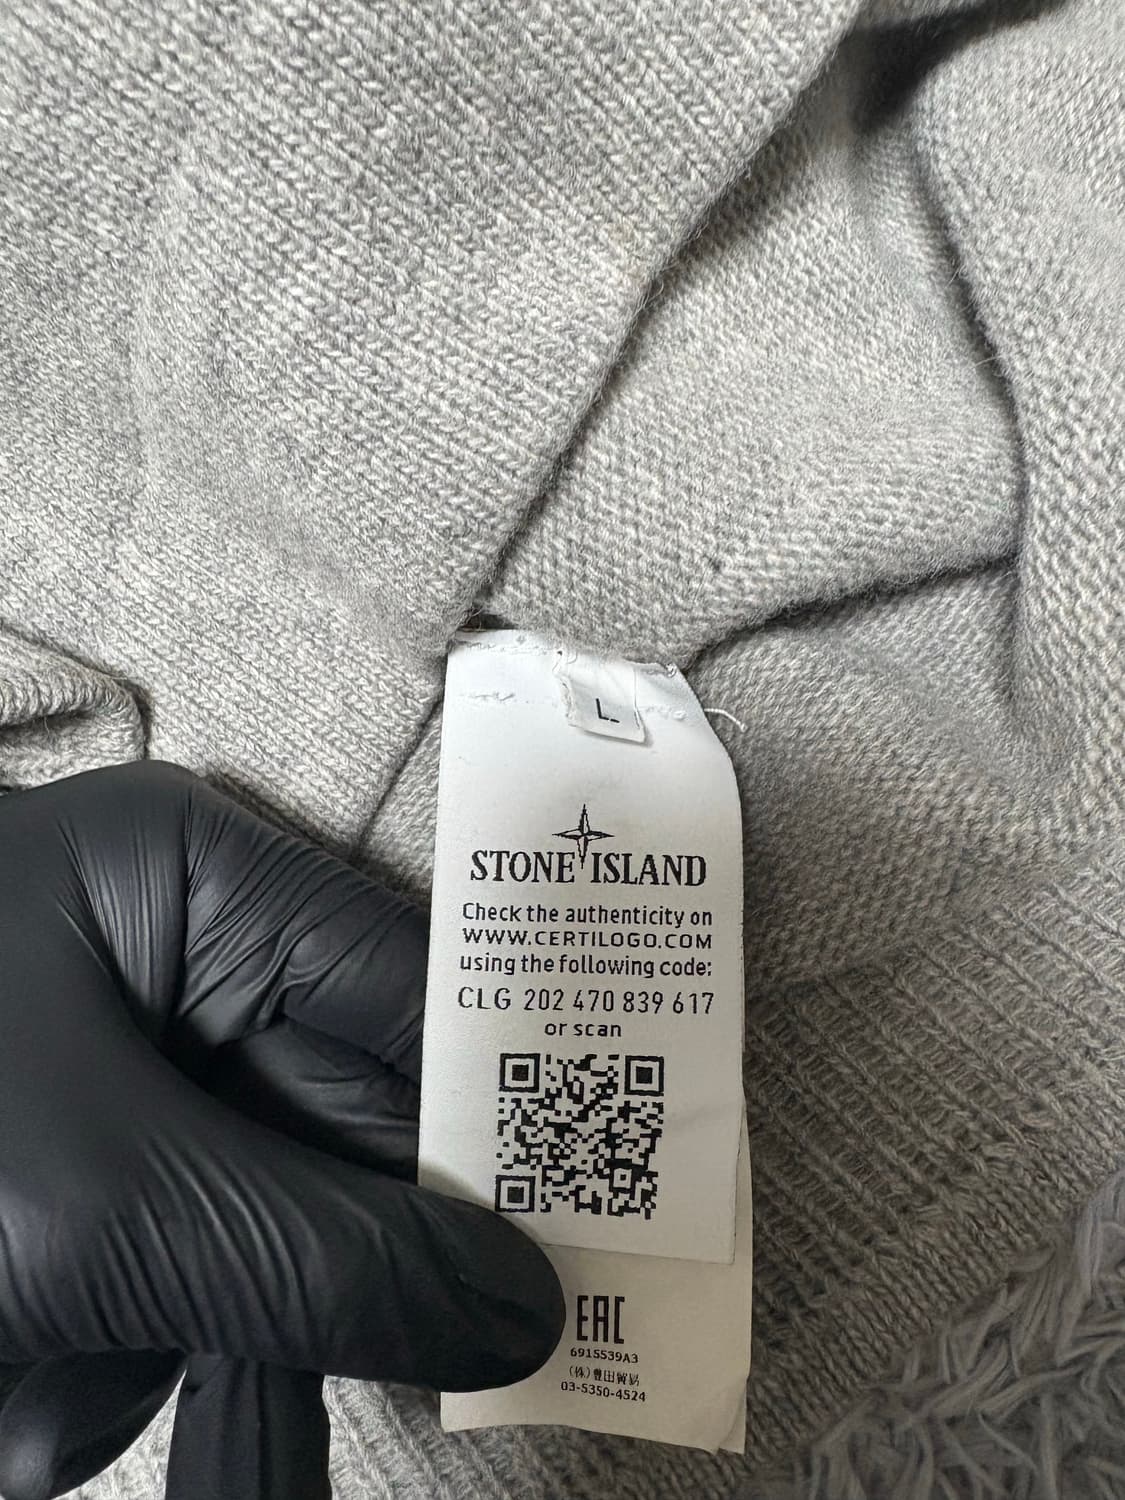 L
STONE ISLAND
Check the authenticity on
WWW.CERTILOGO.COM
using the following code:
CLG 202 470 839 617
or scan
EAC
6915539A3
(株)豊田貿易
03-5350-4524